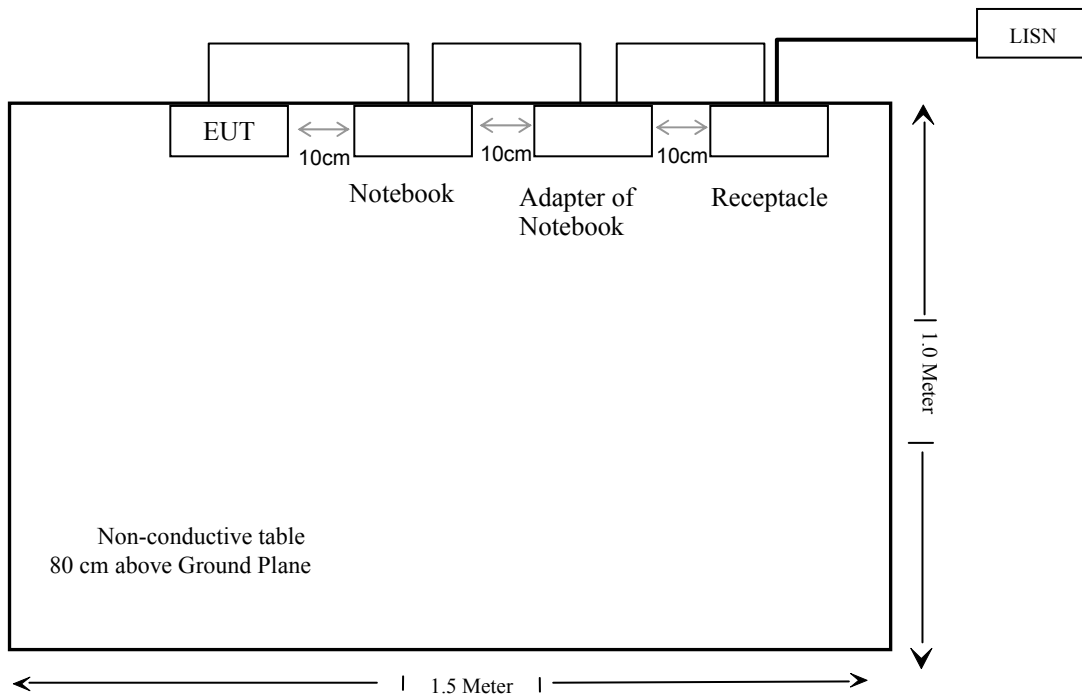 LISN
EUT
10cm
10cm
10cm
Notebook
Adapter of
Notebook
Receptacle
1.0 Meter
Non-conductive table
80 cm above Ground Plane
1.5 Meter